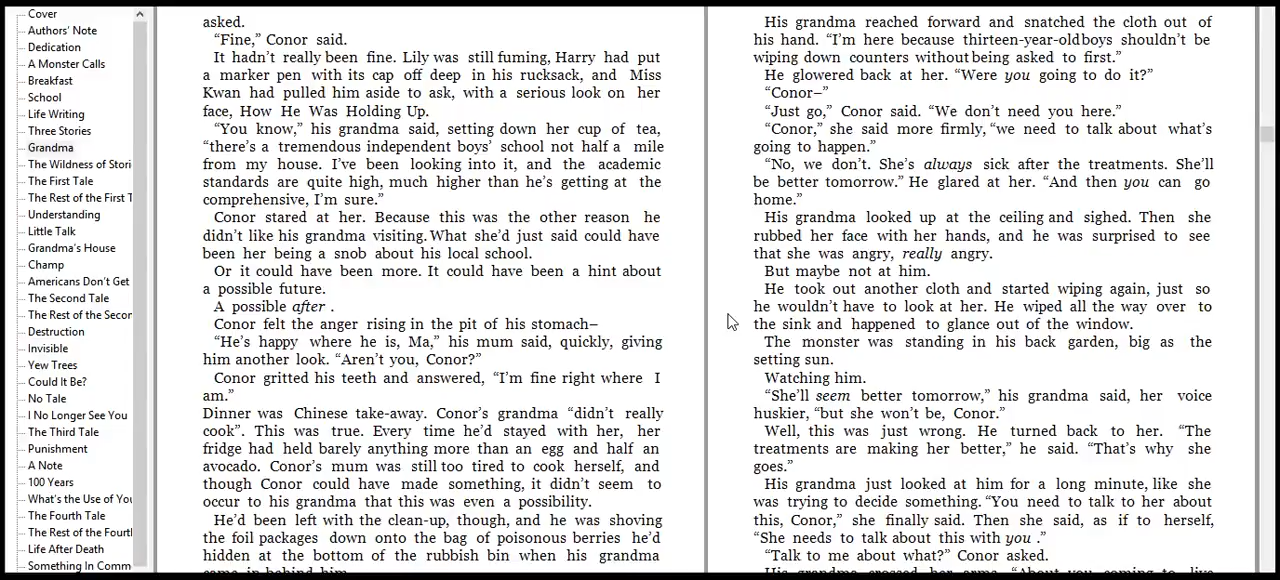 Cover
Authors' Note
Dedication
A Monster Calls
Breakfast
School
Life Writing
Three Stories
Grandma
The Wildness of Stori
The First Tale
The Rest of the First T
Understanding
Little Talk
Grandma's House
Champ
Americans Don't Get
The Second Tale
The Rest of the Secor
Destruction
Invisible
Yew Trees
Could It Be?
No Tale
I No Longer See You
The Third Tale
Punishment
A Note
100 Years
What's the Use of You
The Fourth Tale
The Rest of the Fourth
Life After Death
Something In Comm
asked.
“Fine,” Conor said.
It hadn’t really been fine. Lily was still fuming, Harry had put
a marker pen with its cap off deep in his rucksack, and Miss
Kwan had pulled him aside to ask, with a serious look on her
face, How He Was Holding Up.
“You know,” his grandma said, setting down her cup of tea,
“there’s a tremendous independent boys’ school not half a mile
from my house. I’ve been looking into it, and the academic
standards are quite high, much higher than he’s getting at the
comprehensive, I’m sure.”
Conor stared at her. Because this was the other reason he
didn’t like his grandma visiting. What she’d just said could have
been her being a snob about his local school.
Or it could have been more. It could have been a hint about
a possible future.
A possible after .
Conor felt the anger rising in the pit of his stomach–
“He’s happy where he is, Ma,” his mum said, quickly, giving
him another look. “Aren’t you, Conor?”
Conor gritted his teeth and answered, “I’m fine right where I
am.”
Dinner was Chinese take-away. Conor’s grandma “didn’t really
cook”. This was true. Every time he’d stayed with her, her
fridge had held barely anything more than an egg and half an
avocado. Conor’s mum was still too tired to cook herself, and
though Conor could have made something, it didn’t seem to
occur to his grandma that this was even a possibility.
He’d been left with the clean-up, though, and he was shoving
the foil packages down onto the bag of poisonous berries he’d
hidden at the bottom of the rubbish bin when his grandma
came in behind him.
His grandma reached forward and snatched the cloth out of
his hand. “I’m here because thirteen-year-old boys shouldn’t be
wiping down counters without being asked to first.”
He glowered back at her. “Were you going to do it?”
“Conor–”
“Just go,” Conor said. “We don’t need you here.”
“Conor,” she said more firmly, “we need to talk about what’s
going to happen.”
“No, we don’t. She’s always sick after the treatments. She’ll
be better tomorrow.” He glared at her. “And then you can go
home.”
His grandma looked up at the ceiling and sighed. Then she
rubbed her face with her hands, and he was surprised to see
that she was angry, really angry.
But maybe not at him.
He took out another cloth and started wiping again, just so
he wouldn’t have to look at her. He wiped all the way over to
the sink and happened to glance out of the window.
The monster was standing in his back garden, big as the
setting sun.
Watching him.
“She’ll seem better tomorrow,” his grandma said, her voice
huskier, “but she won’t be, Conor.”
Well, this was just wrong. He turned back to her. “The
treatments are making her better,” he said. “That’s why she
goes.”
His grandma just looked at him for a long minute, like she
was trying to decide something. “You need to talk to her about
this, Conor,” she finally said. Then she said, as if to herself,
“She needs to talk about this with you .”
“Talk to me about what?” Conor asked.
His grandma crossed her arms. “About you coming to live